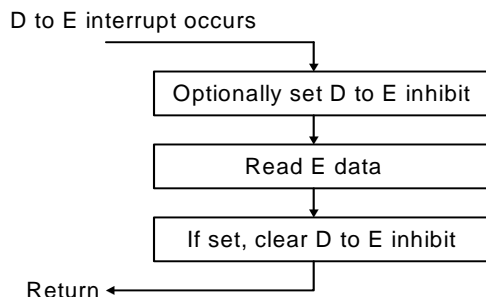 D to E interrupt occurs
Optionally set D to E inhibit
Read E data
If set, clear D to E inhibit
Return